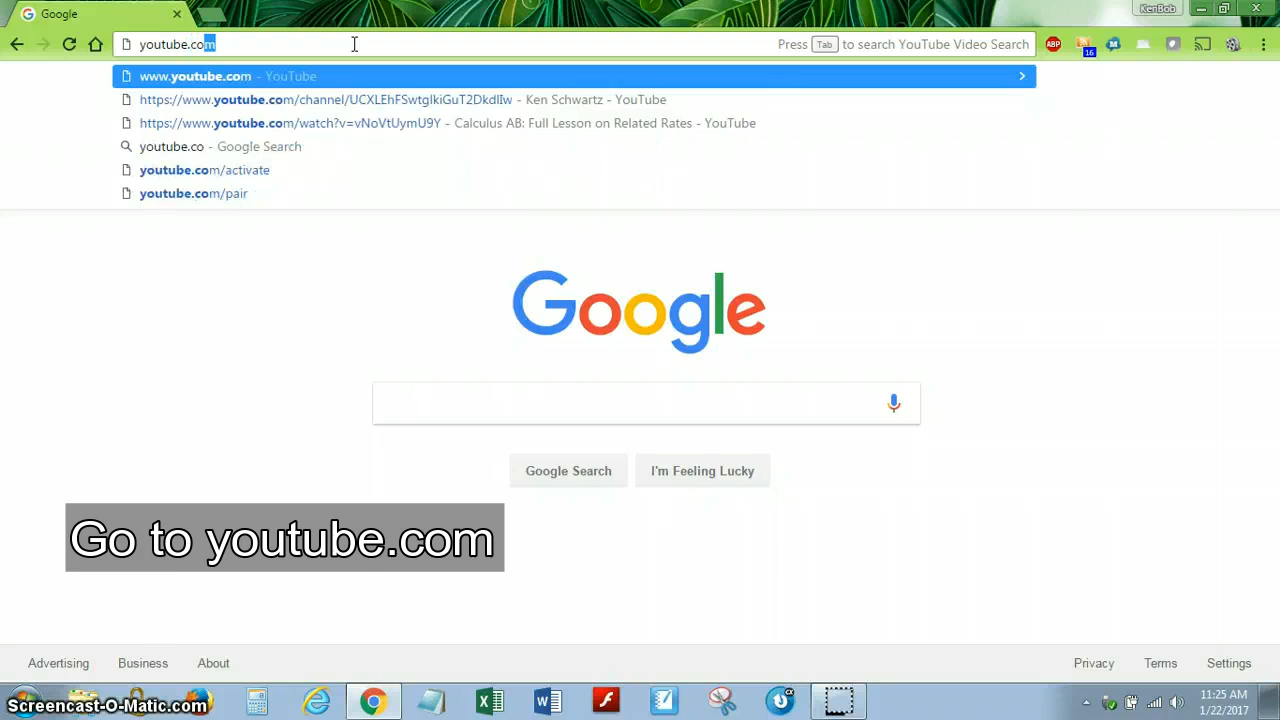 Google
KenBob
youtube.com
Press Tab to search YouTube Video Search
ABP
16
www.youtube.com - YouTube
https://www.youtube.com/channel/UCXLEhFSwtglkiGuT2DkdlIw - Ken Schwartz - YouTube
https://www.youtube.com/watch?v=vNoVtUymU9Y - Calculus AB: Full Lesson on Related Rates - YouTube
youtube.co - Google Search
youtube.com/activate
youtube.com/pair
Google
Google Search
I'm Feeling Lucky
Go to youtube.com
Advertising
Business
About
Privacy
Terms
Settings
Screencast-O-Matic.com
11:25 AM
1/22/2017